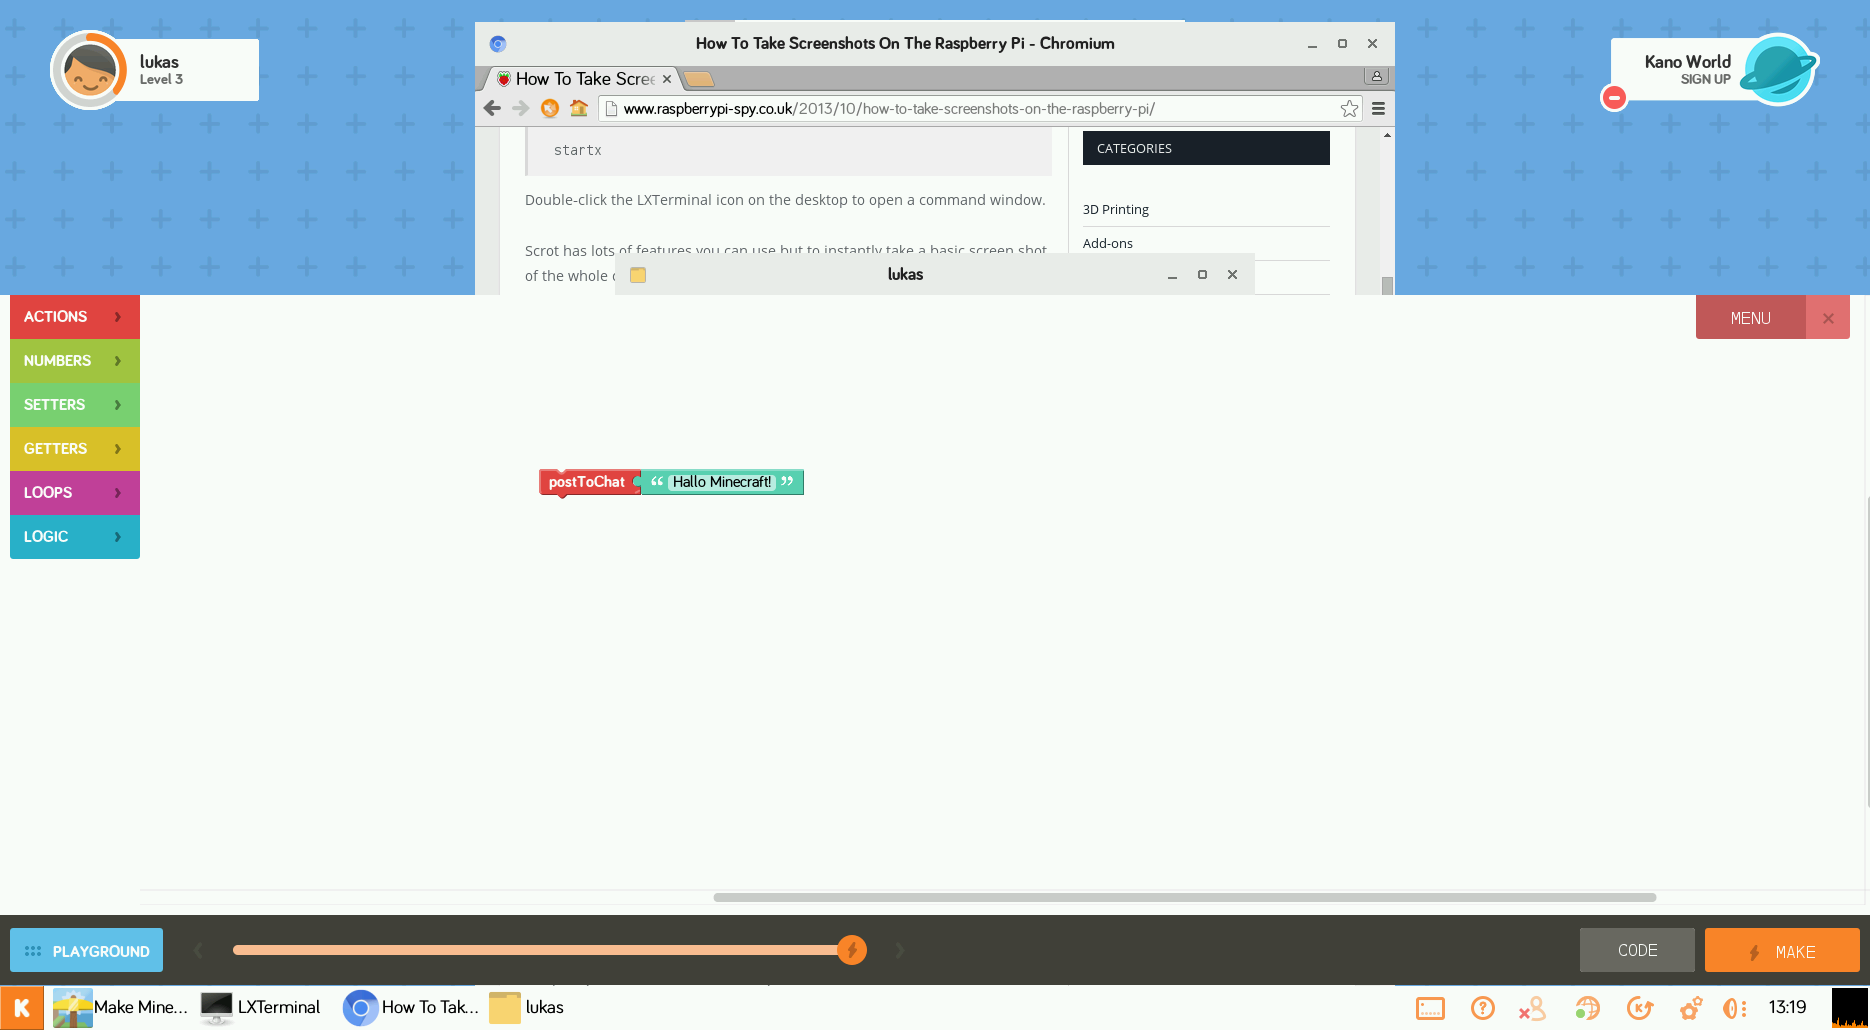 lukas
Level 3
How To Take Screenshots On The Raspberry Pi - Chromium
Kano World
SIGN UP
How To Take Scree
www.raspberrypi-spy.co.uk/2013/10/how-to-take-screenshots-on-the-raspberry-pi/
startx
CATEGORIES
Double-click the LXTerminal icon on the desktop to open a command window.
3D Printing
Add-ons
Scrot has lots of features you can use but to instantly take a basic screen shot
of the whole
lukas
ACTIONS
NUMBERS
SETTERS
GETTERS
LOOPS
LOGIC
MENU
postToChat “ Hallo Minecraft! ”
PLAYGROUND
CODE
MAKE
Make Mine...
LXTerminal
How To Tak...
lukas
13:19